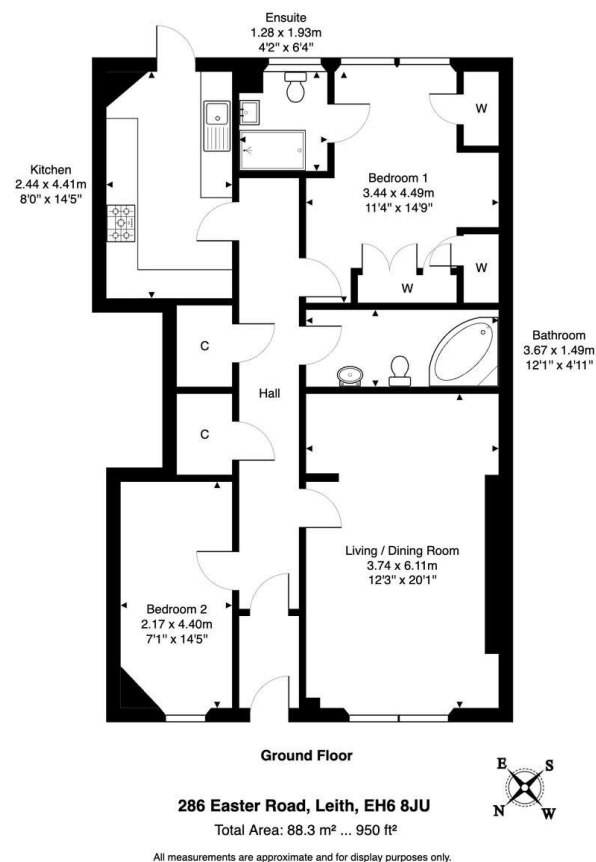 Ensuite
1.28 x 1.93m
4'2" x 6'4"
Kitchen
2.44 x 4.41m
8'0" x 14'5"
W
Bedroom 1
3.44 x 4.49m
11'4" x 14'9"
W
W
Bathroom
3.67 x 1.49m
12'1" x 4'11"
C
Hall
C
Living / Dining Room
3.74 x 6.11m
12'3" x 20'1"
Bedroom 2
2.17 x 4.40m
7'1" x 14'5"
Ground Floor
E S
N W
286 Easter Road, Leith, EH6 8JU
Total Area: 88.3 m² ... 950 ft²
All measurements are approximate and for display purposes only.